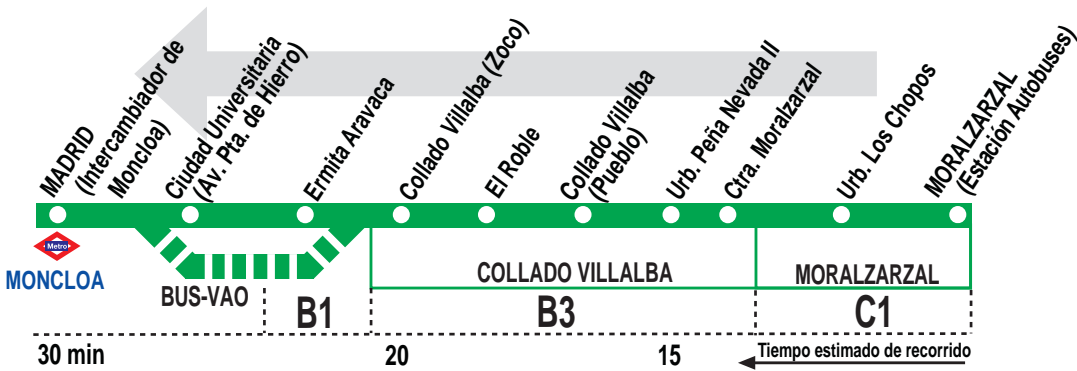 MADRID
(Intercambiador de
Moncloa)
Ciudad Universitaria
(Av. Pta. de Hierro)
Ermita Aravaca
Collado Villalba (Zoco)
El Roble
Collado Villalba
(Pueblo)
Urb. Peña Nevada II
Ctra. Moralzarzal
Urb. Los Chopos
MORALZARZAL
(Estación Autobuses)
Metro
MONCLOA
BUS-VAO
COLLADO VILLALBA
MORALZARZAL
B1
B3
C1
30 min
20
15
Tiempo estimado de recorrido